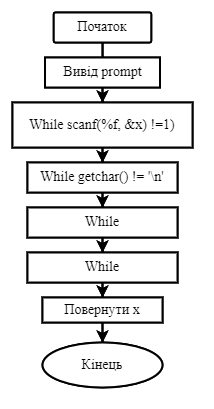 Початок
Вивід prompt
While scanf(%f, &x) !=1)
While getchar() != '\n'
While
While
Повернути x
Кінець